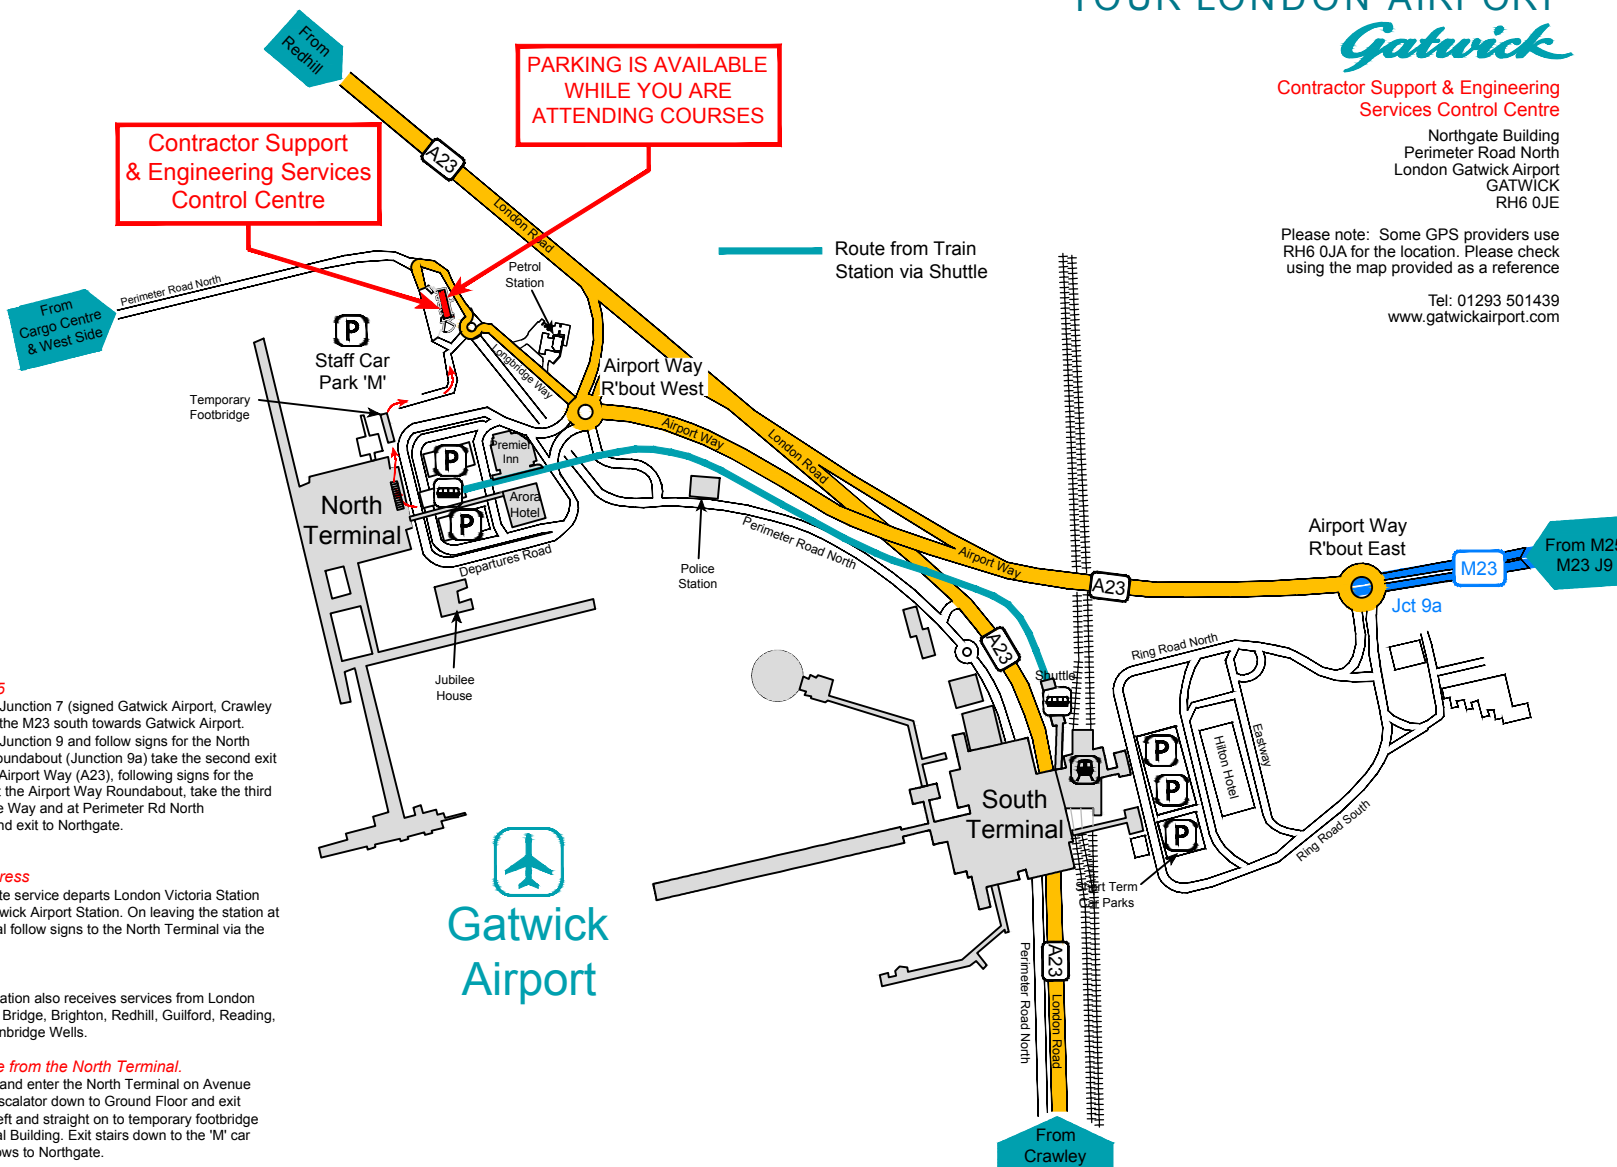 YOUR LONDON AIRPORT
Gatwick
Contractor Support & Engineering
Services Control Centre
Northgate Building
Perimeter Road North
London Gatwick Airport
GATWICK
RH6 0JE
Please note: Some GPS providers use
RH6 0JA for the location. Please check
using the map provided as a reference
Tel: 01293 501439
www.gatwickairport.com
From
Redhill
PARKING IS AVAILABLE
WHILE YOU ARE
ATTENDING COURSES
Contractor Support
& Engineering Services
Control Centre
A23
London Road
Route from Train
Station via Shuttle
Petrol
Station
Perimeter Road North
From
Cargo Centre
& West Side
P
Staff Car
Park 'M'
Longbridge Way
Airport Way
R'bout West
Temporary
Footbridge
Airport Way
London Road
P
Premier
Inn
North
Terminal
Arora
Hotel
P
Departures Road
Perimeter Road North
Police
Station
Airport Way
A23
Airport Way
R'bout East
M23
From M25
M23 J9
Jct 9a
Jubilee
House
A23
Shuttle
Ring Road North
P
P
P
Hilton Hotel
Eastway
Ring Road South
South
Terminal
Short Term
Car Parks
Gatwick
Airport
Perimeter Road North
A23
London Road
From
Crawley
5
Junction 7 (signed Gatwick Airport, Crawley
the M23 south towards Gatwick Airport.
Junction 9 and follow signs for the North
oundabout (Junction 9a) take the second exit
Airport Way (A23), following signs for the
t the Airport Way Roundabout, take the third
e Way and at Perimeter Rd North
nd exit to Northgate.
ress
te service departs London Victoria Station
wick Airport Station. On leaving the station at
al follow signs to the North Terminal via the
ation also receives services from London
Bridge, Brighton, Redhill, Guilford, Reading,
nbridge Wells.
e from the North Terminal.
and enter the North Terminal on Avenue
scalator down to Ground Floor and exit
eft and straight on to temporary footbridge
al Building. Exit stairs down to the 'M' car
ows to Northgate.